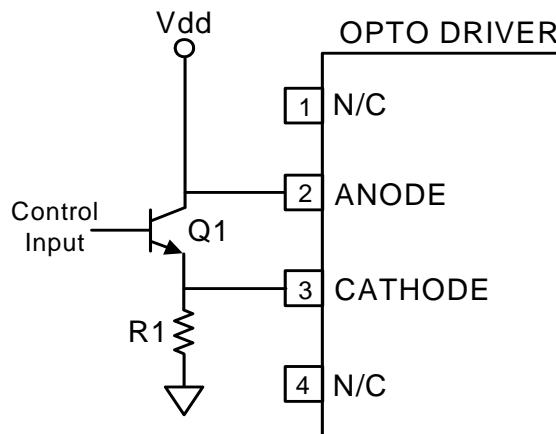 Vdd
OPTO DRIVER
1 N/C
2 ANODE
Control
Input
Q1
3 CATHODE
R1
4 N/C